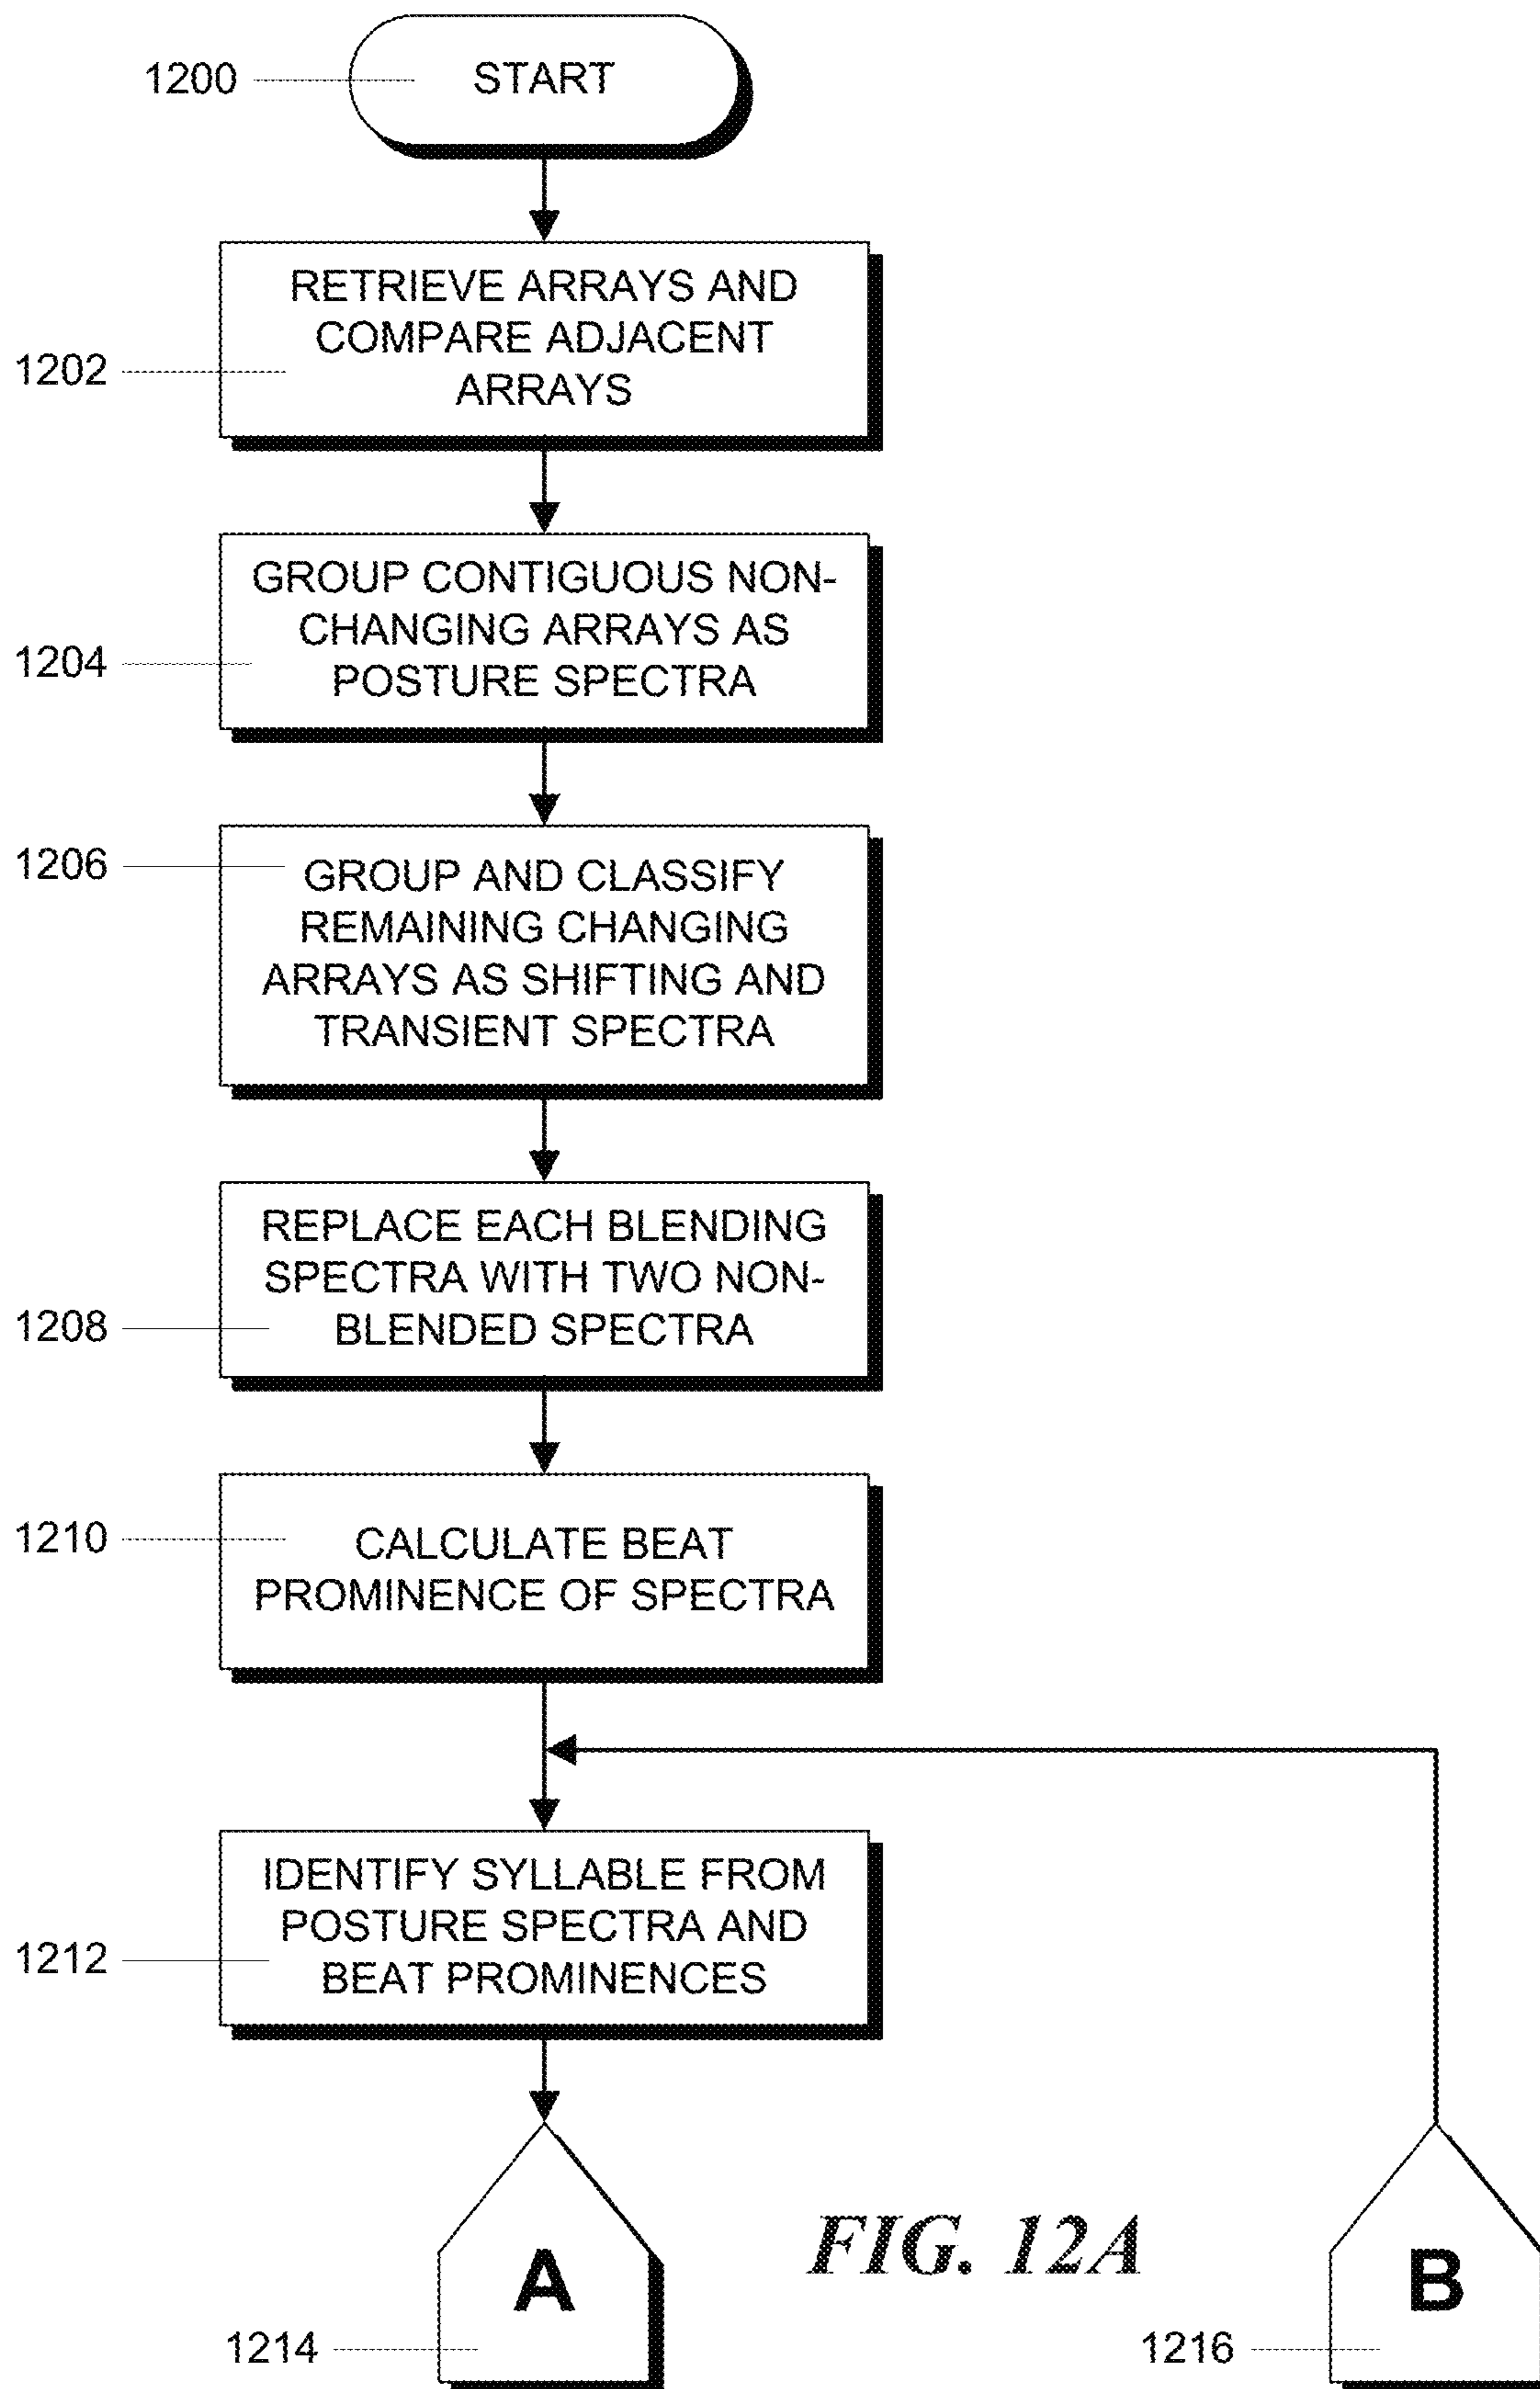 1200
START
RETRIEVE ARRAYS AND
COMPARE ADJACENT
ARRAYS
1202
GROUP CONTIGUOUS NON-
CHANGING ARRAYS AS
POSTURE SPECTRA
1204
1206
GROUP AND CLASSIFY
REMAINING CHANGING
ARRAYS AS SHIFTING AND
TRANSIENT SPECTRA
REPLACE EACH BLENDING
SPECTRA WITH TWO NON-
BLENDED SPECTRA
1208
1210
CALCULATE BEAT
PROMINENCE OF SPECTRA
IDENTIFY SYLLABLE FROM
POSTURE SPECTRA AND
BEAT PROMINENCES
1212
A
1214
FIG. 12A
B
1216